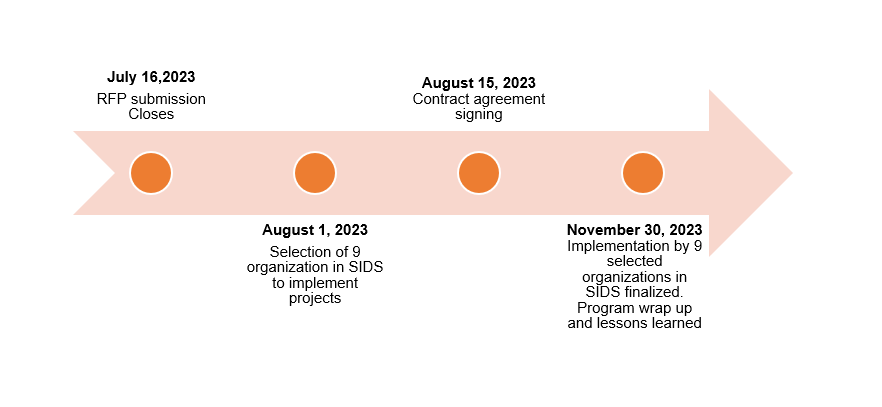 July 16,2023
RFP submission
Closes
August 1, 2023
Selection of 9
organization in SIDS
to implement
projects
August 15, 2023
Contract agreement
signing
November 30, 2023
Implementation by 9
selected
organizations in
SIDS finalized.
Program wrap up
and lessons learned